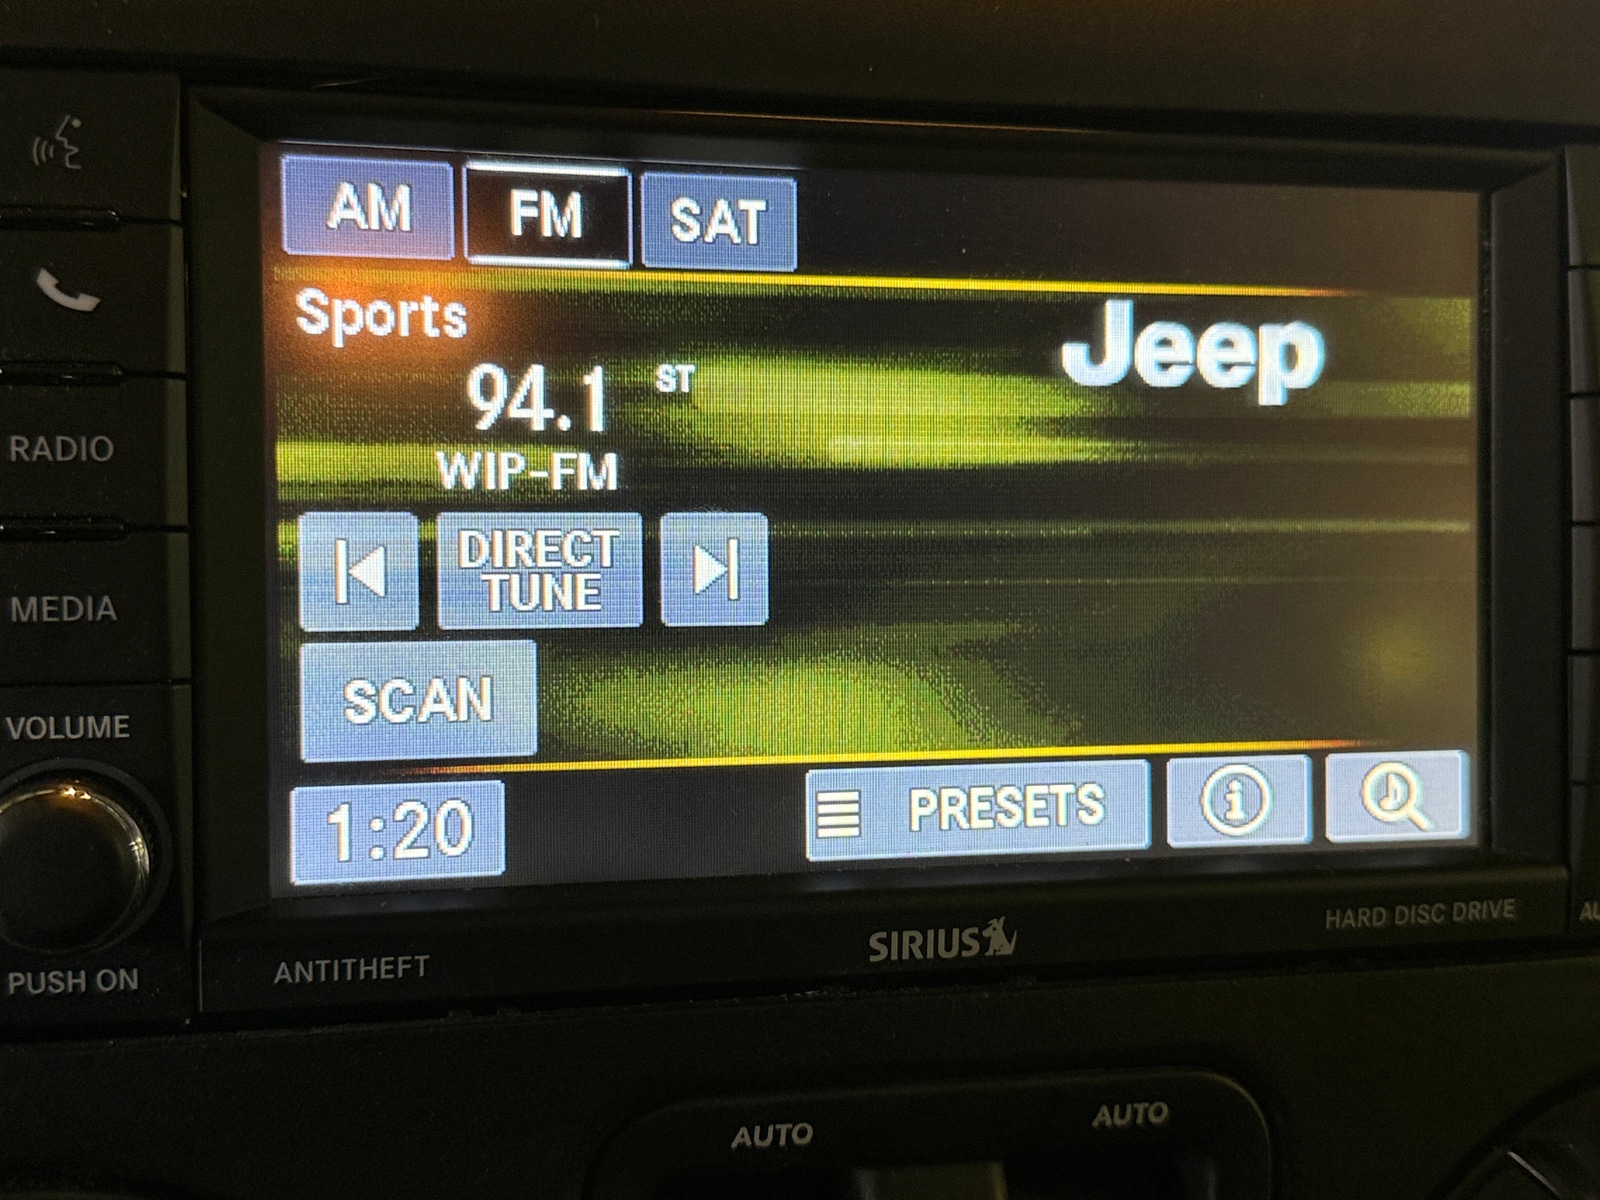 AM FM SAT
Sports
Jeep
94.1 ST
WIP-FM
DIRECT
TUNE
SCAN
1:20
PRESETS
RADIO
MEDIA
VOLUME
PUSH ON
ANTITHEFT
SIRIUS
HARD DISC DRIVE
AUTO
AUTO